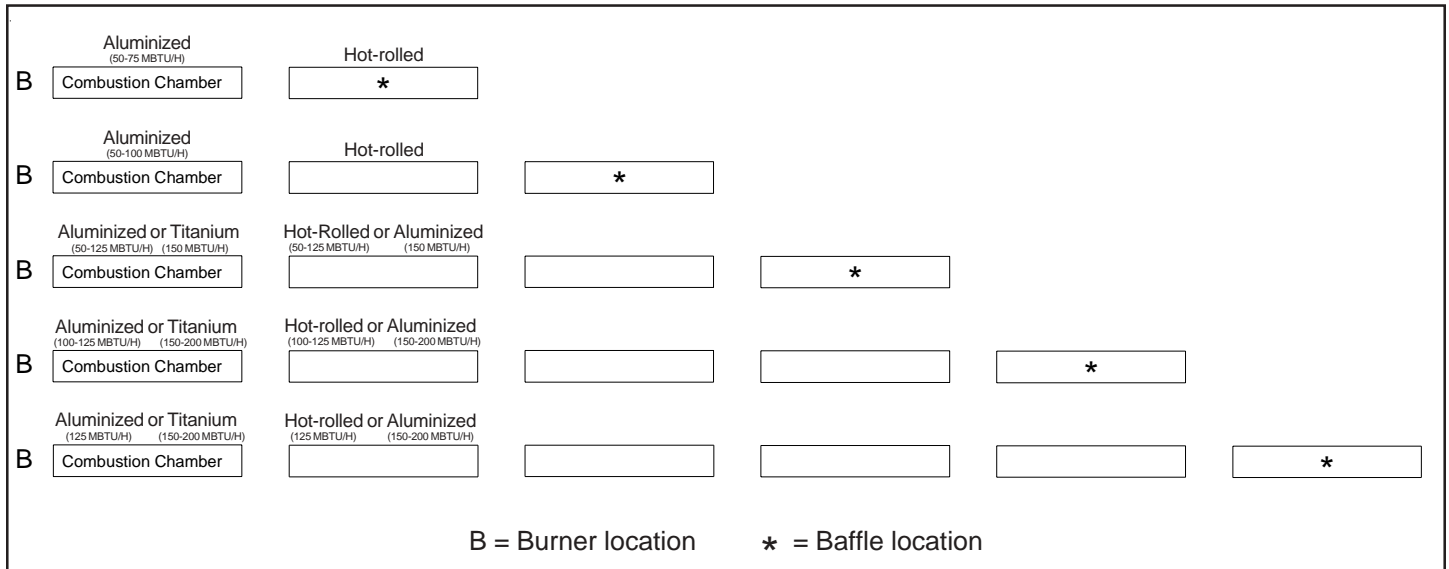 Aluminized
(50-75 MBTU/H)
Hot-rolled
B Combustion Chamber *
Aluminized
(50-100 MBTU/H)
Hot-rolled
B Combustion Chamber *
Aluminized or Titanium Hot-Rolled or Aluminized
(50-125 MBTU/H) (150 MBTU/H) (50-125 MBTU/H) (150 MBTU/H)
B Combustion Chamber *
Aluminized or Titanium Hot-rolled or Aluminized
(100-125 MBTU/H) (150-200 MBTU/H) (100-125 MBTU/H) (150-200 MBTU/H)
B Combustion Chamber *
Aluminized or Titanium Hot-rolled or Aluminized
(125 MBTU/H) (150-200 MBTU/H) (125 MBTU/H) (150-200 MBTU/H)
B Combustion Chamber *
B = Burner location * = Baffle location